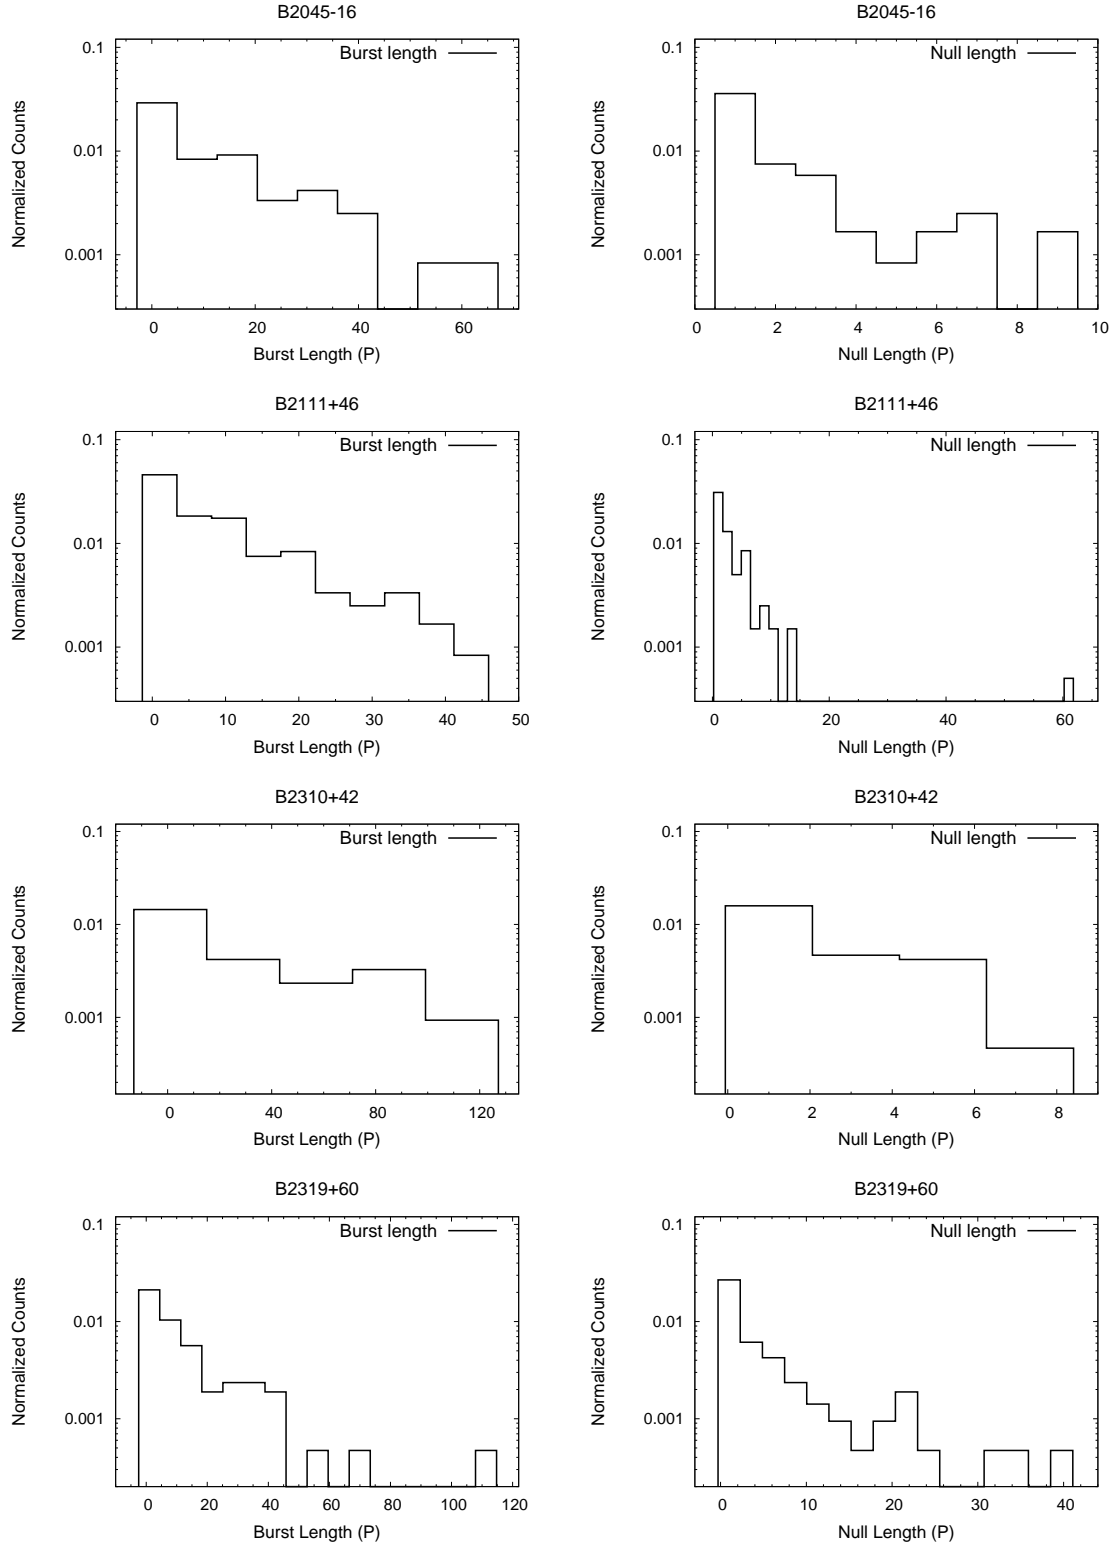 B2045-16
Burst length
0.1
0.01
0.001
Normalized Counts
0 20 40 60
Burst Length (P)
B2045-16
Null length
0.1
0.01
0.001
Normalized Counts
0 2 4 6 8 10
Null Length (P)
B2111+46
Burst length
0.1
0.01
0.001
Normalized Counts
0 10 20 30 40 50
Burst Length (P)
B2111+46
Null length
0.1
0.01
0.001
Normalized Counts
0 20 40 60
Null Length (P)
B2310+42
Burst length
0.1
0.01
0.001
Normalized Counts
0 40 80 120
Burst Length (P)
B2310+42
Null length
0.1
0.01
0.001
Normalized Counts
0 2 4 6 8
Null Length (P)
B2319+60
Burst length
0.1
0.01
0.001
Normalized Counts
0 20 40 60 80 100 120
Burst Length (P)
B2319+60
Null length
0.1
0.01
0.001
Normalized Counts
0 10 20 30 40
Null Length (P)